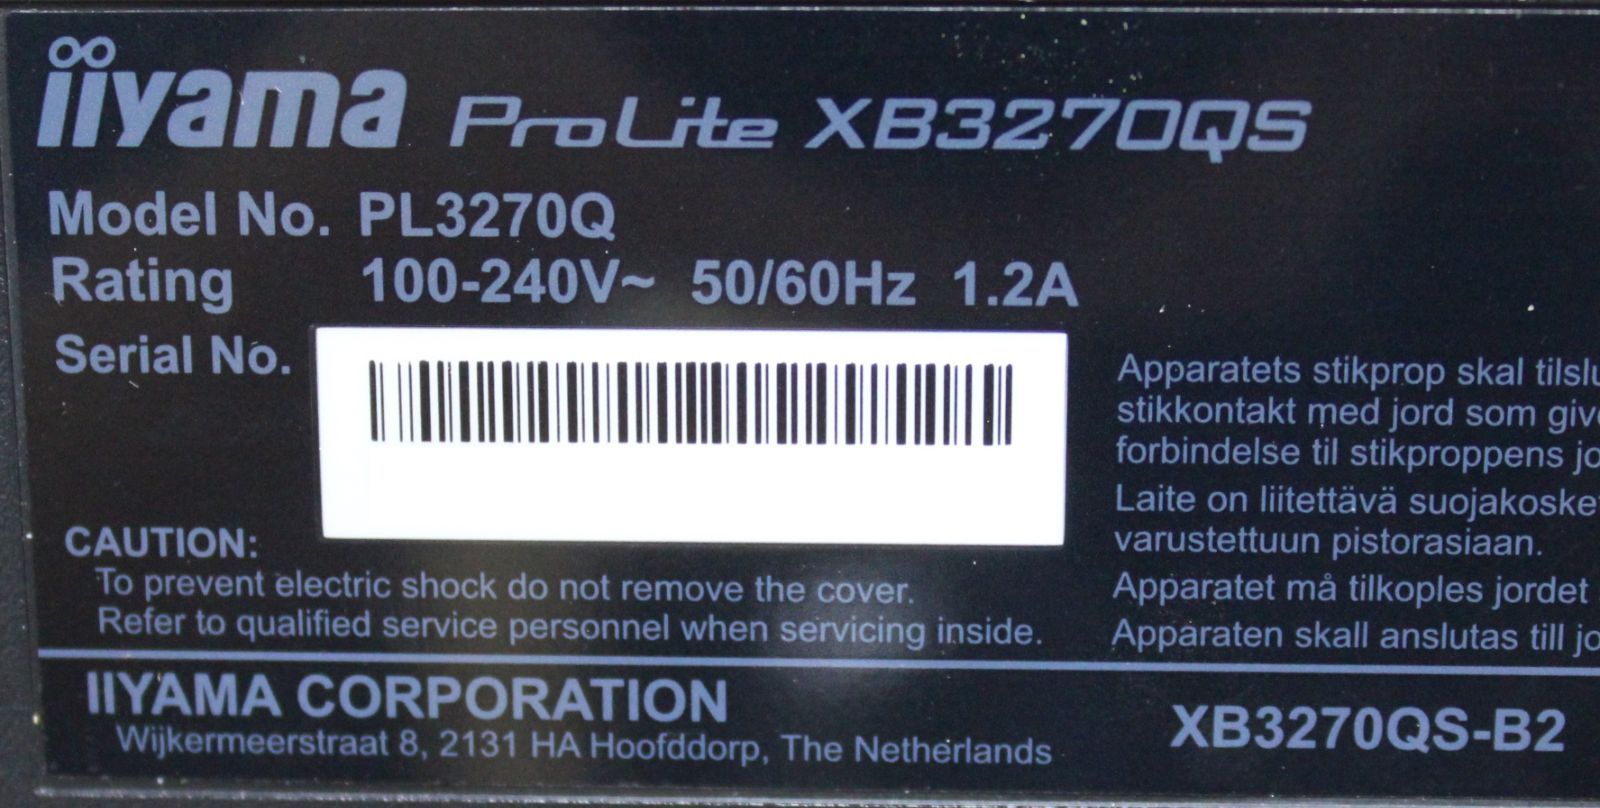 iiyama ProLite XB3270QS
Model No. PL3270Q
Rating 100-240V~ 50/60Hz 1.2A
Serial No.
CAUTION:
To prevent electric shock do not remove the cover.
Refer to qualified service personnel when servicing inside.
Apparatets stikprop skal tilslu
stikkontakt med jord som give
forbindelse til stikproppens jo
Laite on liitettävä suojakosket
varustettuun pistorasiaan.
Apparatet må tilkoples jordet
Apparaten skall anslutas till jo
IIYAMA CORPORATION
Wijkermeerstraat 8, 2131 HA Hoofddorp, The Netherlands
XB3270QS-B2